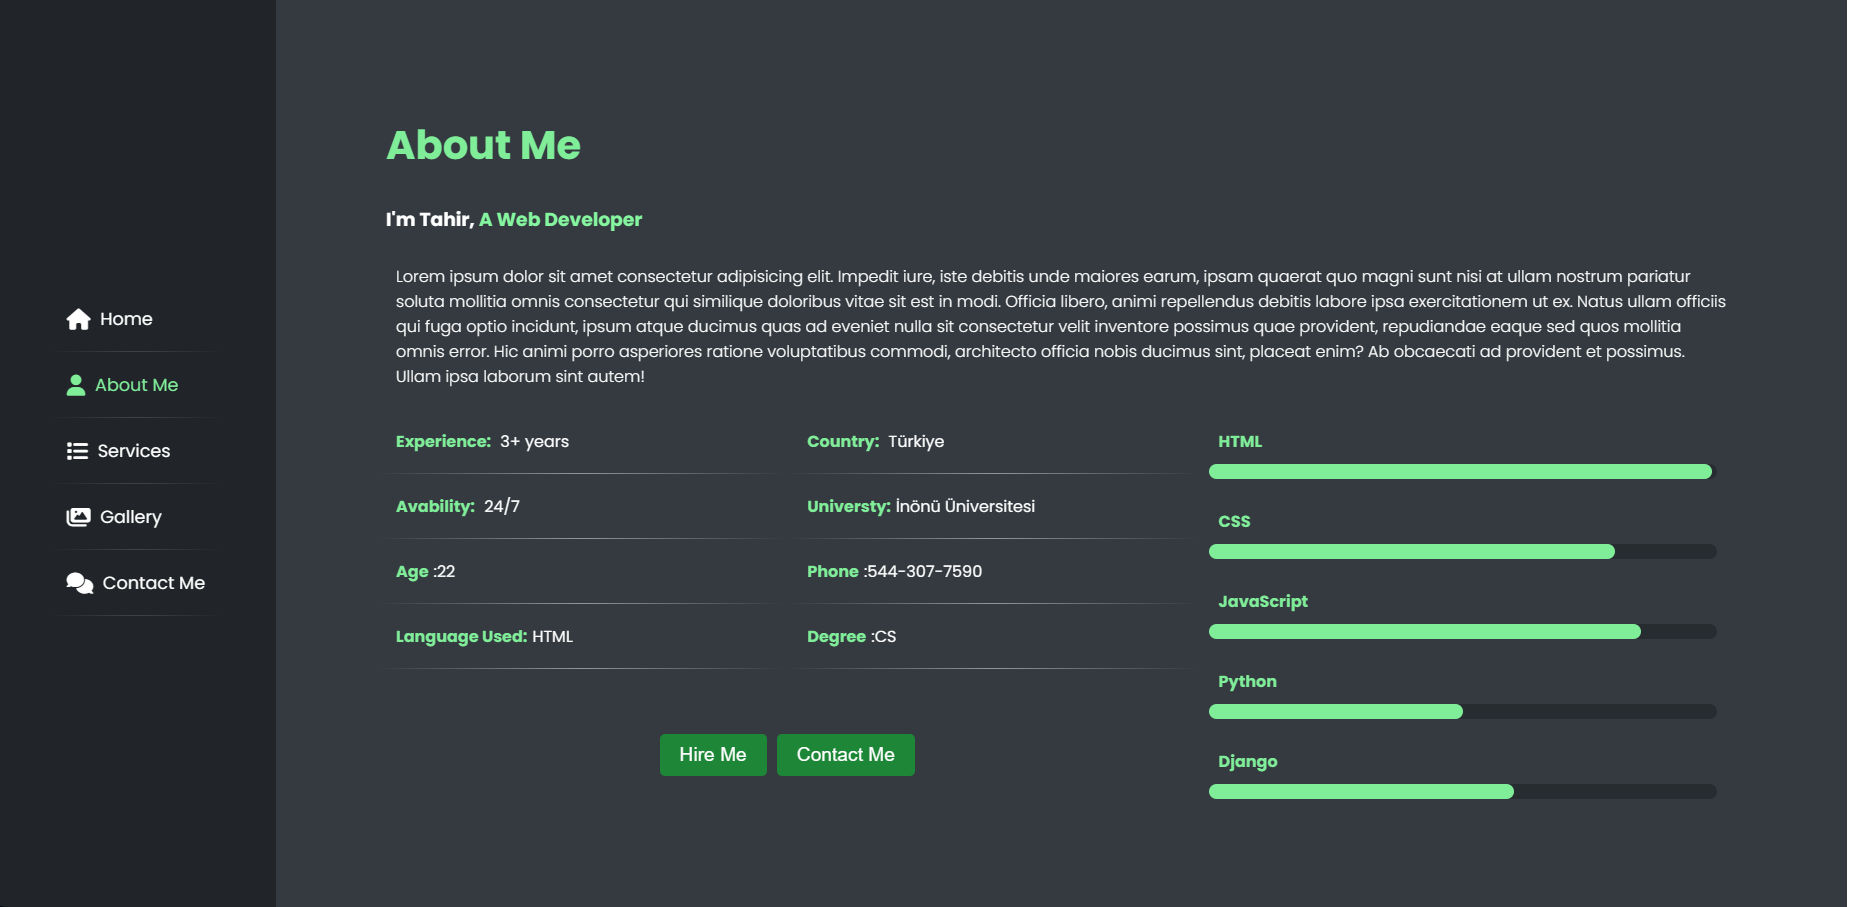 Home
About Me
Services
Gallery
Contact Me
About Me
I'm Tahir, A Web Developer
Lorem ipsum dolor sit amet consectetur adipisicing elit. Impedit iure, iste debitis unde maiores earum, ipsam quaerat quo magni sunt nisi at ullam nostrum pariatur
soluta mollitia omnis consectetur qui similique doloribus vitae sit est in modi. Officia libero, animi repellendus debitis labore ipsa exercitationem ut ex. Natus ullam officiis
qui fuga optio incidunt, ipsum atque ducimus quas ad eveniet nulla sit consectetur velit inventore possimus quae provident, repudiandae eaque sed quos mollitia
omnis error. Hic animi porro asperiores ratione voluptatibus commodi, architecto officia nobis ducimus sint, placeat enim? Ab obcaecati ad provident et possimus.
Ullam ipsa laborum sint autem!
Experience: 3+ years
Avability: 24/7
Age :22
Language Used: HTML
Country: Türkiye
Universty: İnönü Üniversitesi
Phone :544-307-7590
Degree :CS
Hire Me
Contact Me
HTML
CSS
JavaScript
Python
Django